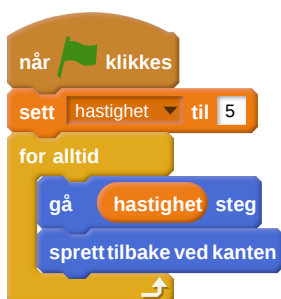 når klikkes
sett hastighet til 5
for alltid
gå hastighet steg
sprett tilbake ved kanten